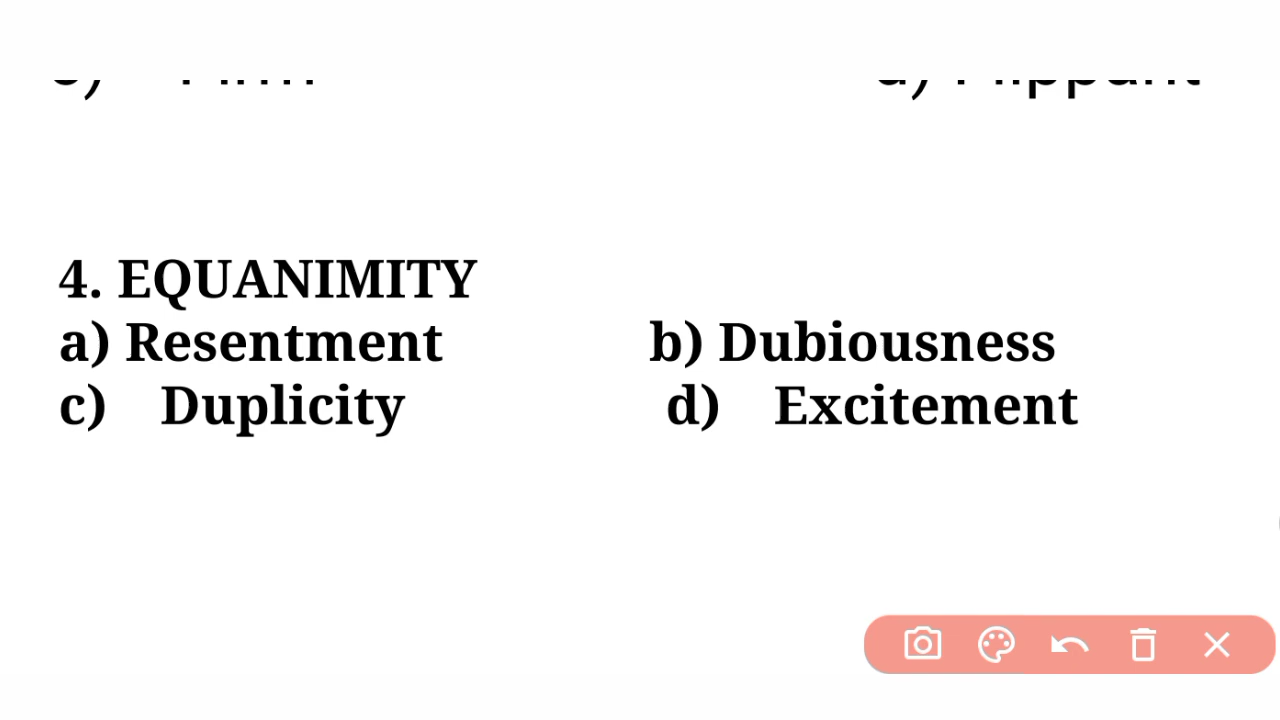 4. EQUANIMITY
a) Resentment b) Dubiousness
c) Duplicity d) Excitement